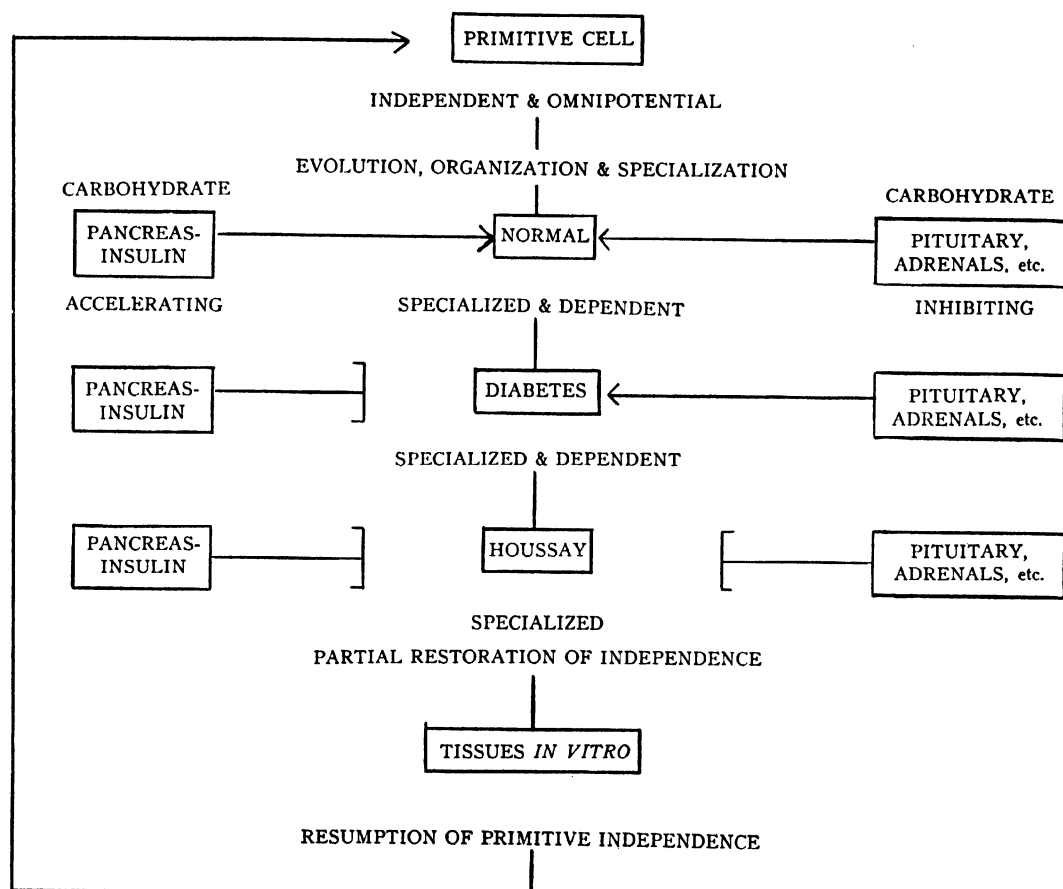 PRIMITIVE CELL
INDEPENDENT & OMNIPOTENTIAL
EVOLUTION, ORGANIZATION & SPECIALIZATION
CARBOHYDRATE
PANCREAS-
INSULIN
ACCELERATING
NORMAL
CARBOHYDRATE
PITUITARY,
ADRENALS, etc.
INHIBITING
SPECIALIZED & DEPENDENT
PANCREAS-
INSULIN
DIABETES
PITUITARY,
ADRENALS, etc.
SPECIALIZED & DEPENDENT
PANCREAS-
INSULIN
HOUSSAY
PITUITARY,
ADRENALS, etc.
SPECIALIZED
PARTIAL RESTORATION OF INDEPENDENCE
TISSUES IN VITRO
RESUMPTION OF PRIMITIVE INDEPENDENCE